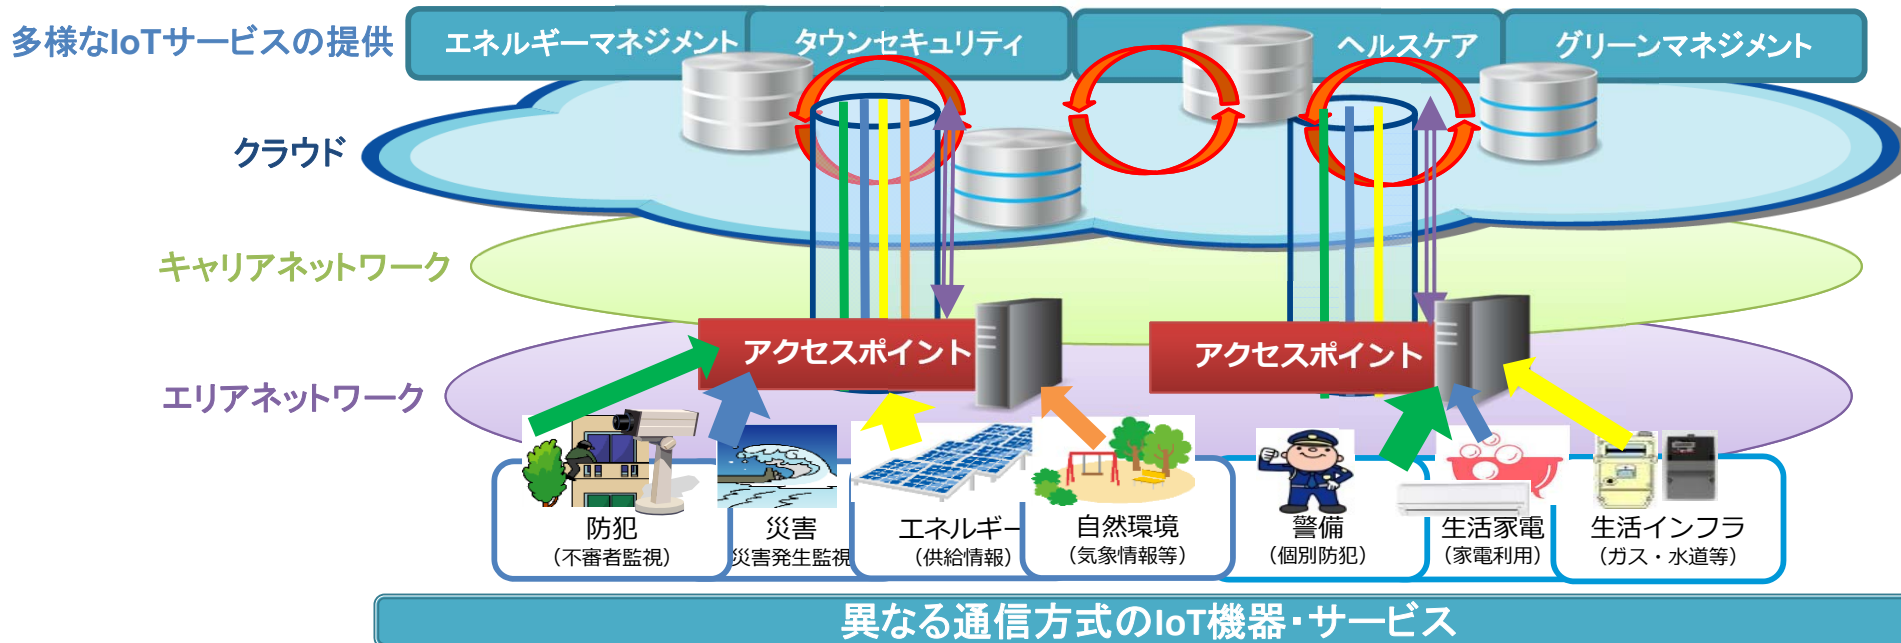 多様なIoTサービスの提供
エネルギーマネジメント
タウンセキュリティ
ヘルスケア
グリーンマネジメント
クラウド
キャリアネットワーク
アクセスポイント
アクセスポイント
エリアネットワーク
防犯
（不審者監視）
災害
災害発生監視
エネルギー
（供給情報）
自然環境
（気象情報等）
警備
（個別防犯）
生活家電
（家電利用）
生活インフラ
（ガス・水道等）
異なる通信方式のIoT機器・サービス